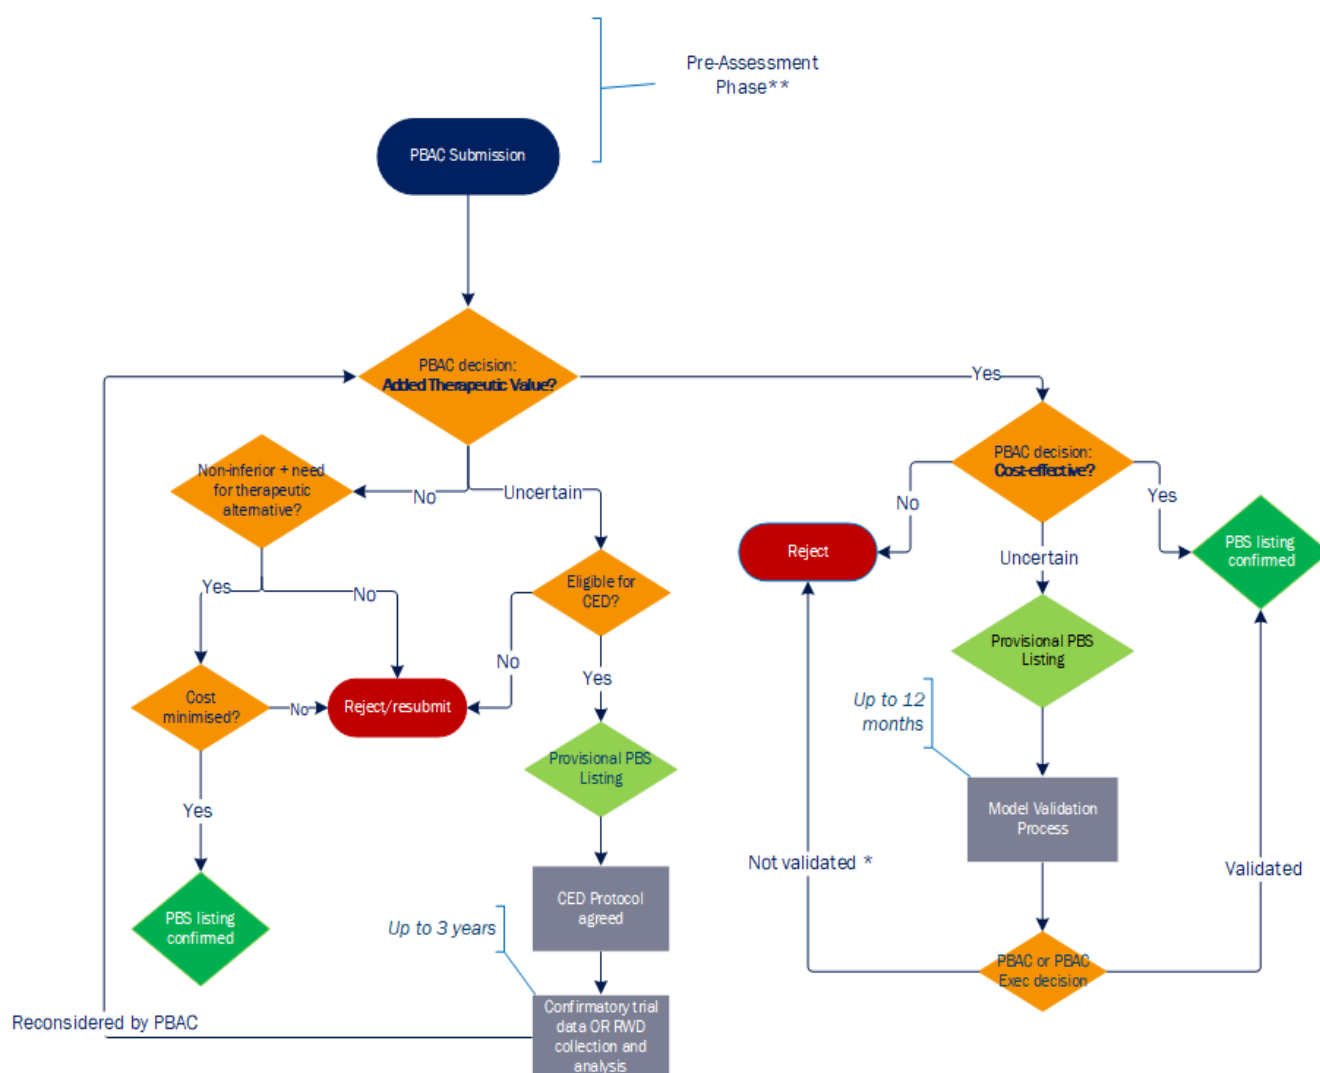 Pre-Assessment
Phase**
PBAC Submission
PBAC decision:
Added Therapeutic Value?
Yes
Non-inferior + need
for therapeutic
alternative?
No
Uncertain
PBAC decision:
Cost-effective?
No
Yes
Reject
Uncertain
PBS listing
confirmed
Yes
No
Eligible for
CED?
No
Yes
Provisional PBS
Listing
Cost
minimised?
No
Reject/resubmit
Up to 12
months
Provisional PBS
Listing
Yes
Model Validation
Process
Not validated *
Validated
PBS listing
confirmed
CED Protocol
agreed
Up to 3 years
PBAC or PBAC
Exec decision
Reconsidered by PBAC
Confirmatory trial
data OR RWD
collection and
analysis